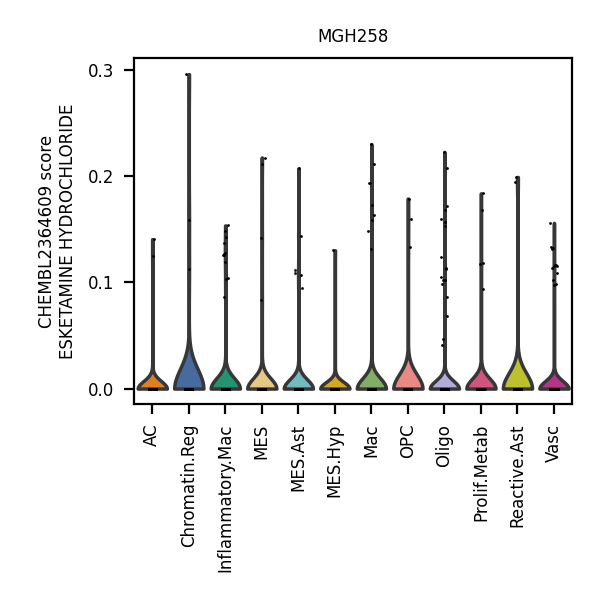 MGH258
CHEMBL2364609 score
ESKETAMINE HYDROCHLORIDE
0.3
0.2
0.1
0.0
AC
Chromatin.Reg
Inflammatory.Mac
MES
MES.Ast
MES.Hyp
Mac
OPC
Oligo
Prolif.Metab
Reactive.Ast
Vasc